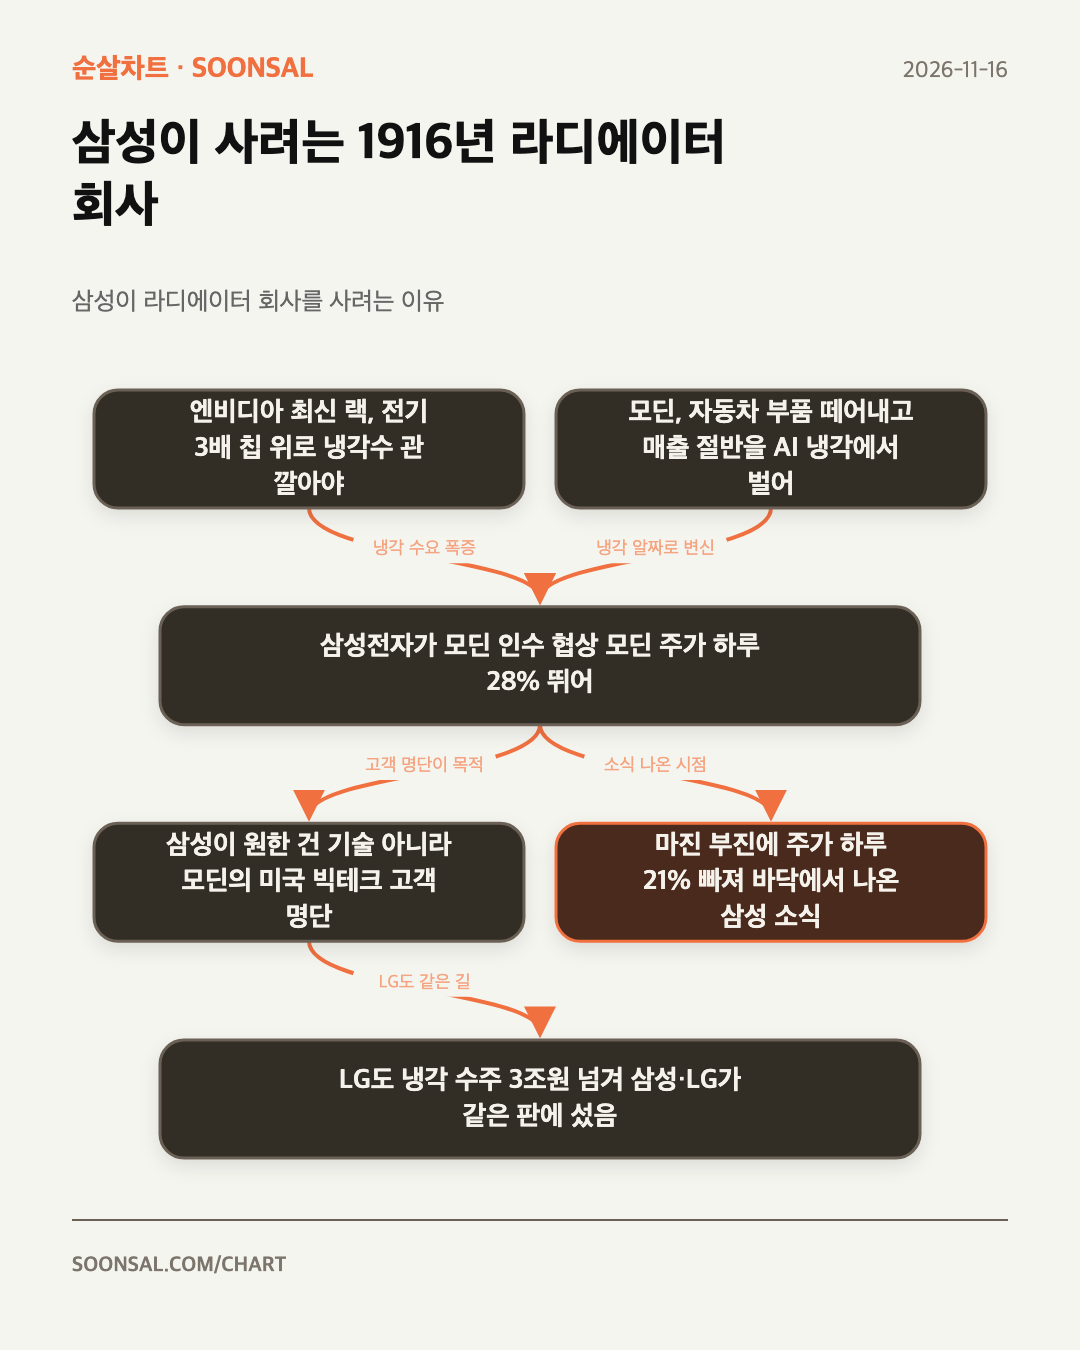 순살차트 · SOONSAL
2026-11-16
삼성이 사려는 1916년 라디에이터
회사
삼성이 라디에이터 회사를 사려는 이유
엔비디아 최신 랙, 전기
3배 칩 위로 냉각수 관
깔아야
모딘, 자동차 부품 떼어내고
매출 절반을 AI 냉각에서
벌어
냉각 수요 폭증
냉각 알짜로 변신
삼성전자가 모딘 인수 협상 모딘 주가 하루
28% 뛰어
고객 명단이 목적
소식 나온 시점
삼성이 원한 건 기술 아니라
모딘의 미국 빅테크 고객
명단
마진 부진에 주가 하루
21% 빠져 바닥에서 나온
삼성 소식
LG도 같은 길
LG도 냉각 수주 3조원 넘겨 삼성·LG가
같은 판에 섰음
SOONSAL.COM/CHART